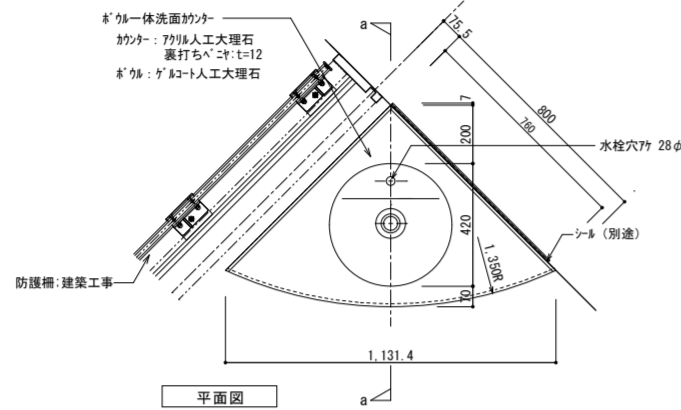 ボウル一体洗面カウンター
カウンター：アクリル人工大理石
裏打ちベニヤ:t=12
ボウル：ゲルコート人工大理石
a
75.5
800
760
7
200
420
70
水栓穴アケ 28φ
シール（別途）
1,350R
防護柵:建築工事
1,131.4
平面図
a